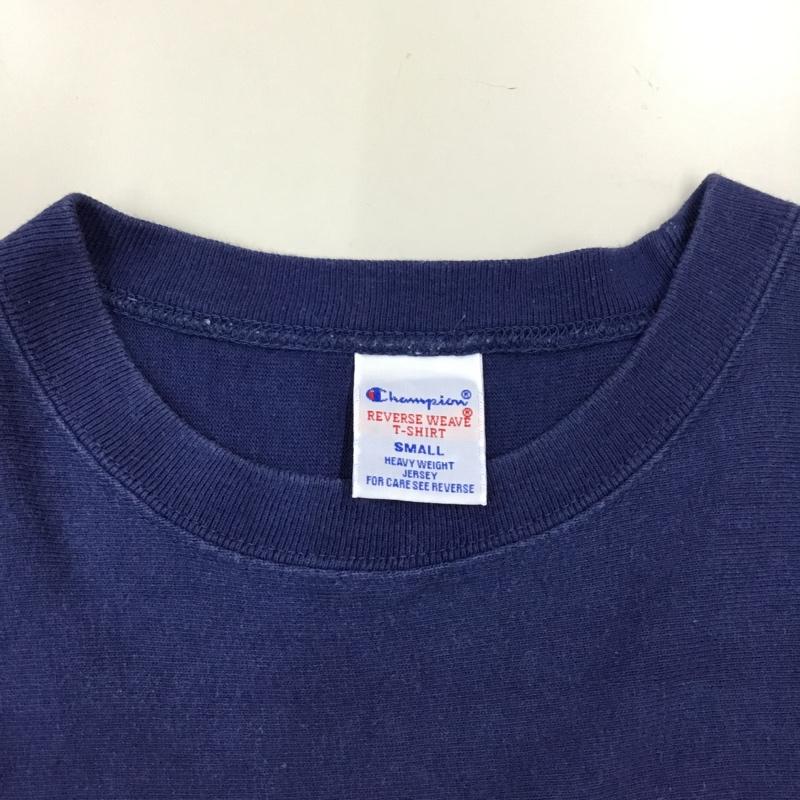 Champion®
REVERSE WEAVE®
T-SHIRT
SMALL
HEAVY WEIGHT
JERSEY
FOR CARE SEE REVERSE